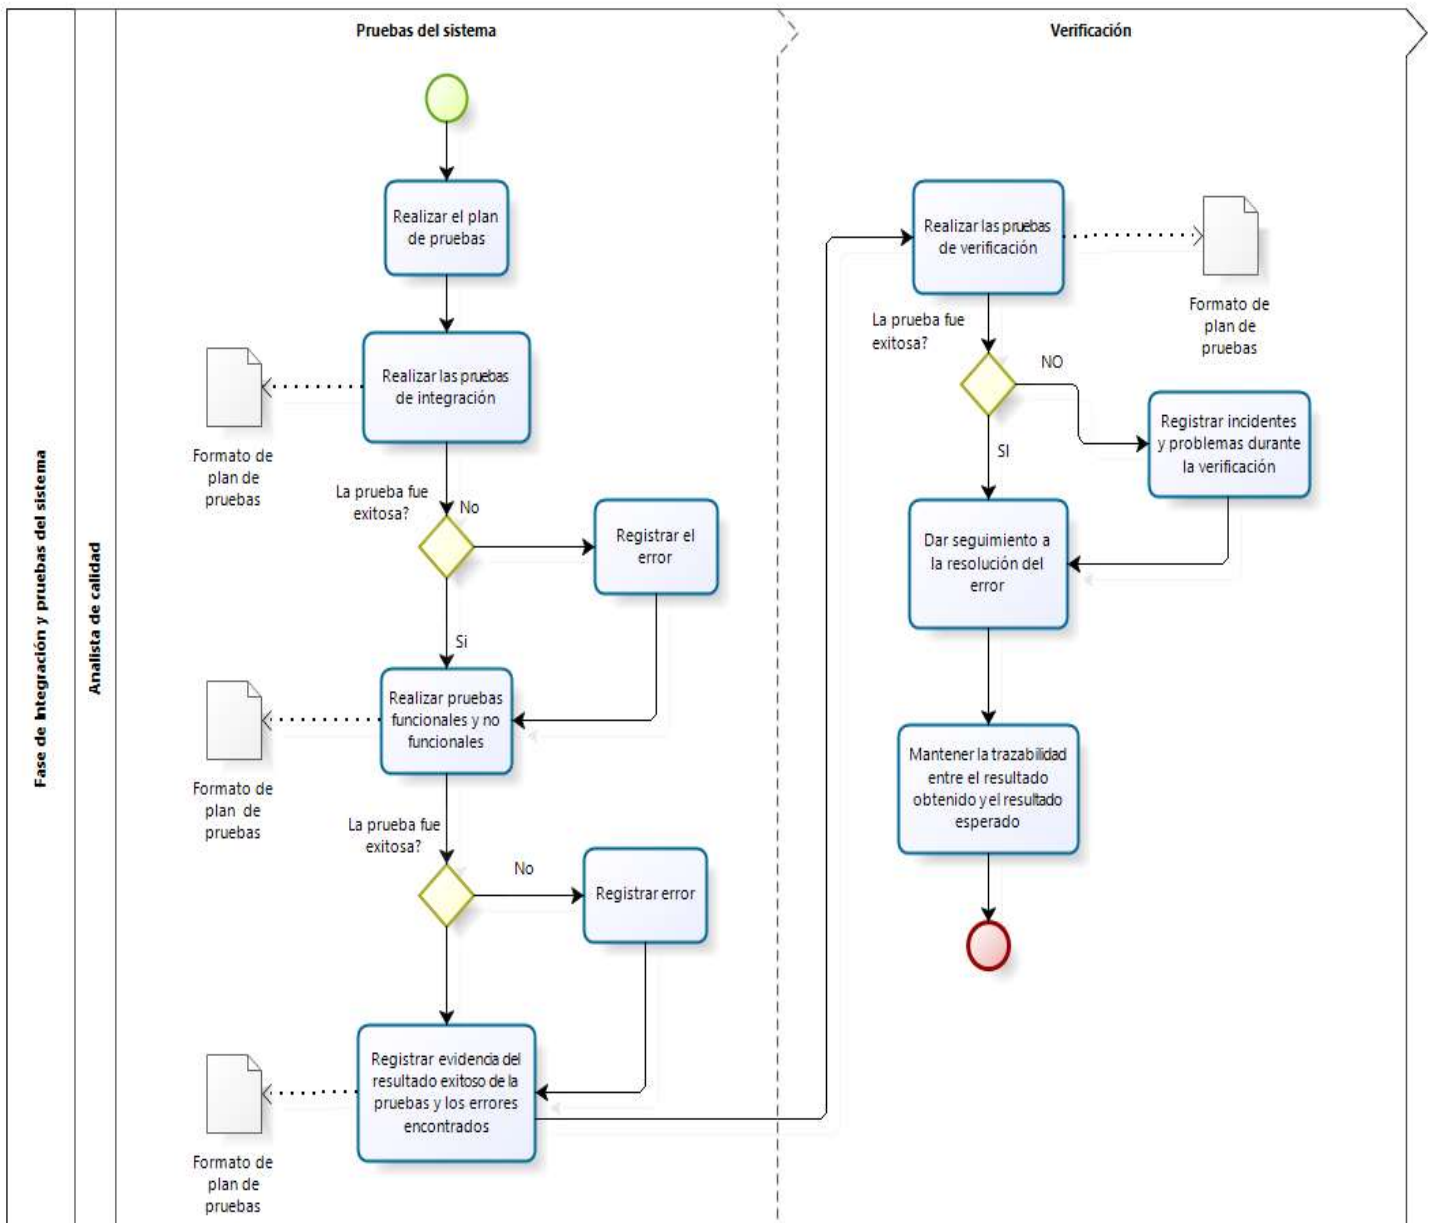 Pruebas del sistema
Verificación
Fase de Integración y pruebas del sistema
Analista de calidad
Realizar el plan
de pruebas
Realizar las pruebas
de integración
Formato de
plan de
pruebas
La prueba fue
exitosa?
No
Registrar el
error
Si
Realizar pruebas
funcionales y no
funcionales
Formato de
plan de
pruebas
La prueba fue
exitosa?
No
Registrar error
Registrar evidencia del
resultado exitoso de la
pruebas y los errores
encontrados
Formato de
plan de
pruebas
Realizar las pruebas
de verificación
Formato de
plan de
pruebas
La prueba fue
exitosa?
NO
Registrar incidentes
y problemas durante
la verificación
SI
Dar seguimiento a
la resolución del
error
Mantener la trazabilidad
entre el resultado
obtenido y el resultado
esperado